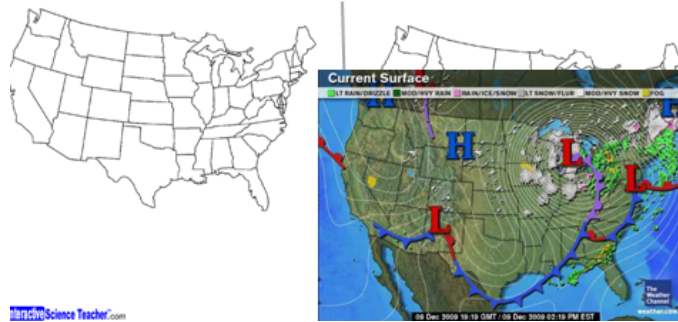 Current Surface
LT RAIN/DRIZZLE MOD/HVY RAIN RAIN/ICE/SNOW LT SNOW/FLUR MOD/HVY SNOW FOG
H
H
H
L
L
L
The
Weather
Channel
weather.com
09 Dec 2009 19:19 GMT / 09 Dec 2009 02:19 PM EST
InteractiveScience Teacher.com